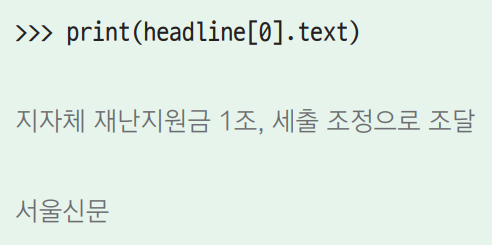 >>> print(headline[0].text)
지자체 재난지원금 1조, 세출 조정으로 조달
서울신문